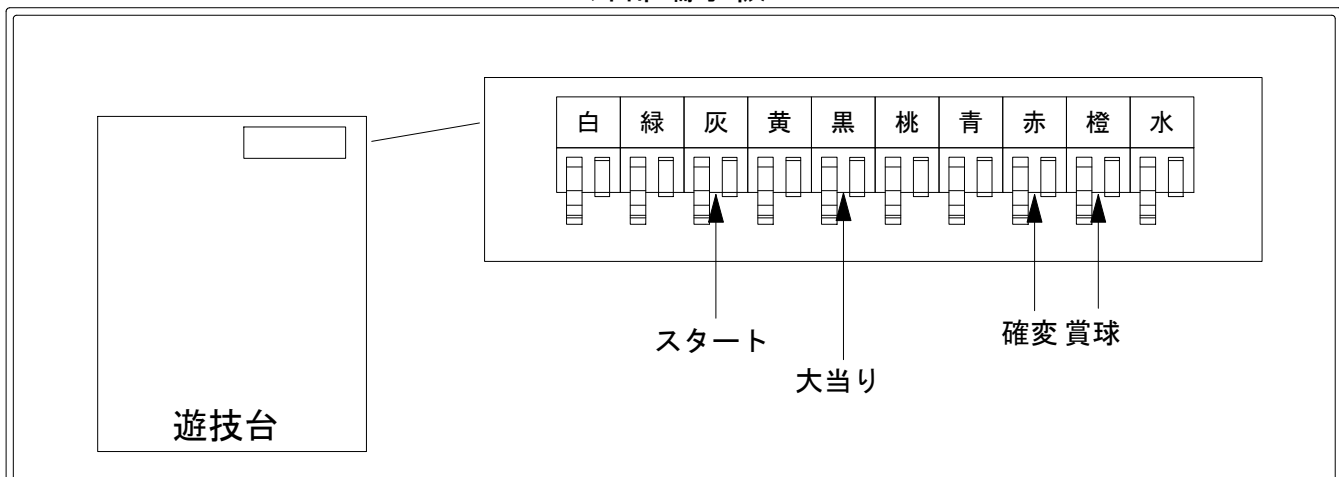 白 緑 灰 黄 黒 桃 青 赤 橙 水
スタート
確変 賞球
大当り
遊技台